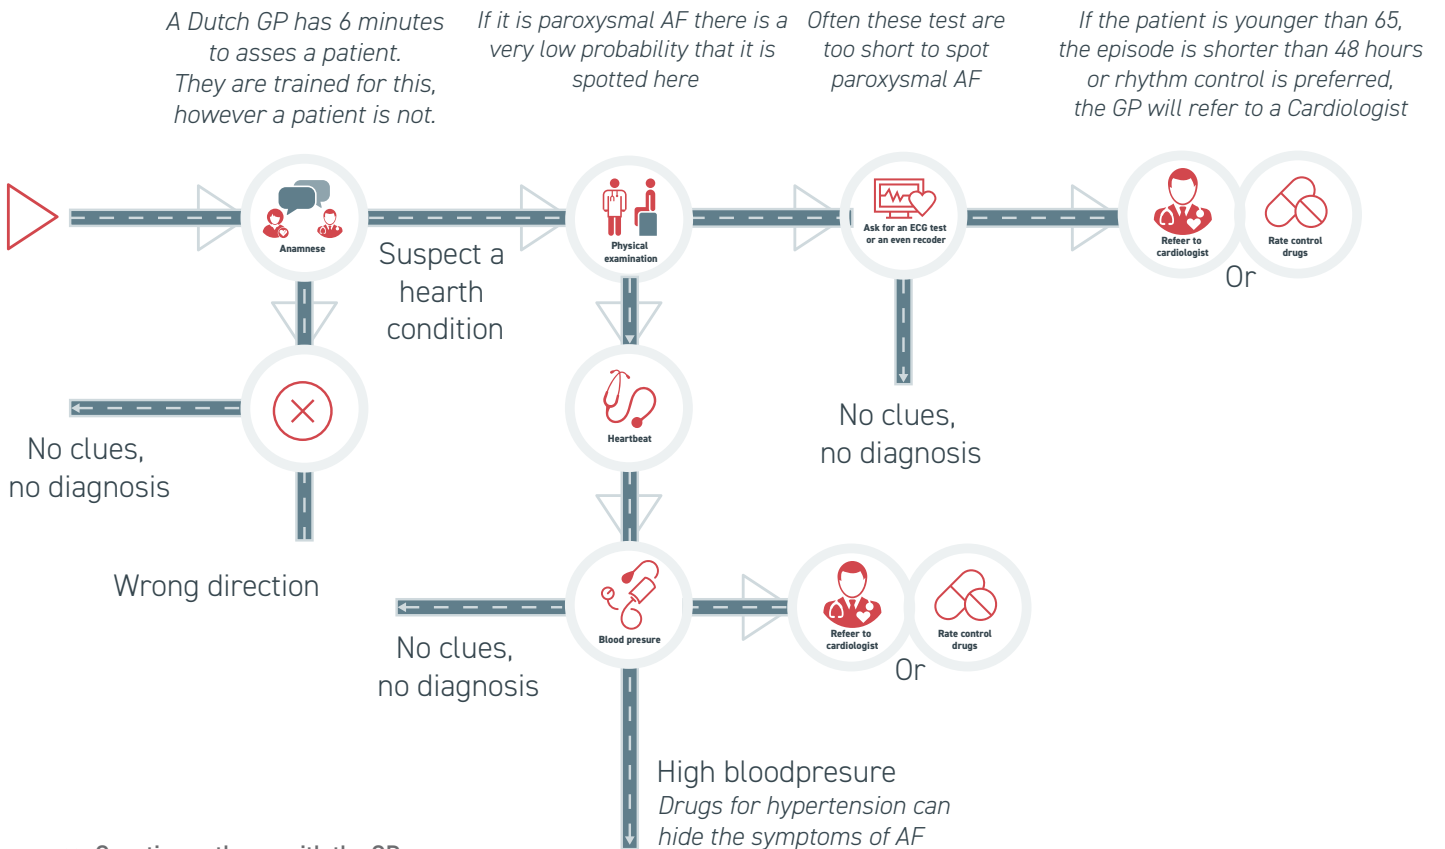 A Dutch GP has 6 minutes
to asses a patient.
They are trained for this,
however a patient is not.
If it is paroxysmal AF there is a
very low probability that it is
spotted here
Often these test are
too short to spot
paroxysmal AF
If the patient is younger than 65,
the episode is shorter than 48 hours
or rhythm control is preferred,
the GP will refer to a Cardiologist
Anamnese
Suspect a
hearth
condition
Physical
examination
Ask for an ECG test
or an even recoder
Refeer to
cardiologist
Rate control
drugs
Or
No clues,
no diagnosis
Wrong direction
Heartbeat
No clues,
no diagnosis
Blood presure
No clues,
no diagnosis
Refeer to
cardiologist
Rate control
drugs
Or
High bloodpresure
Drugs for hypertension can
hide the symptoms of AF
with the GP